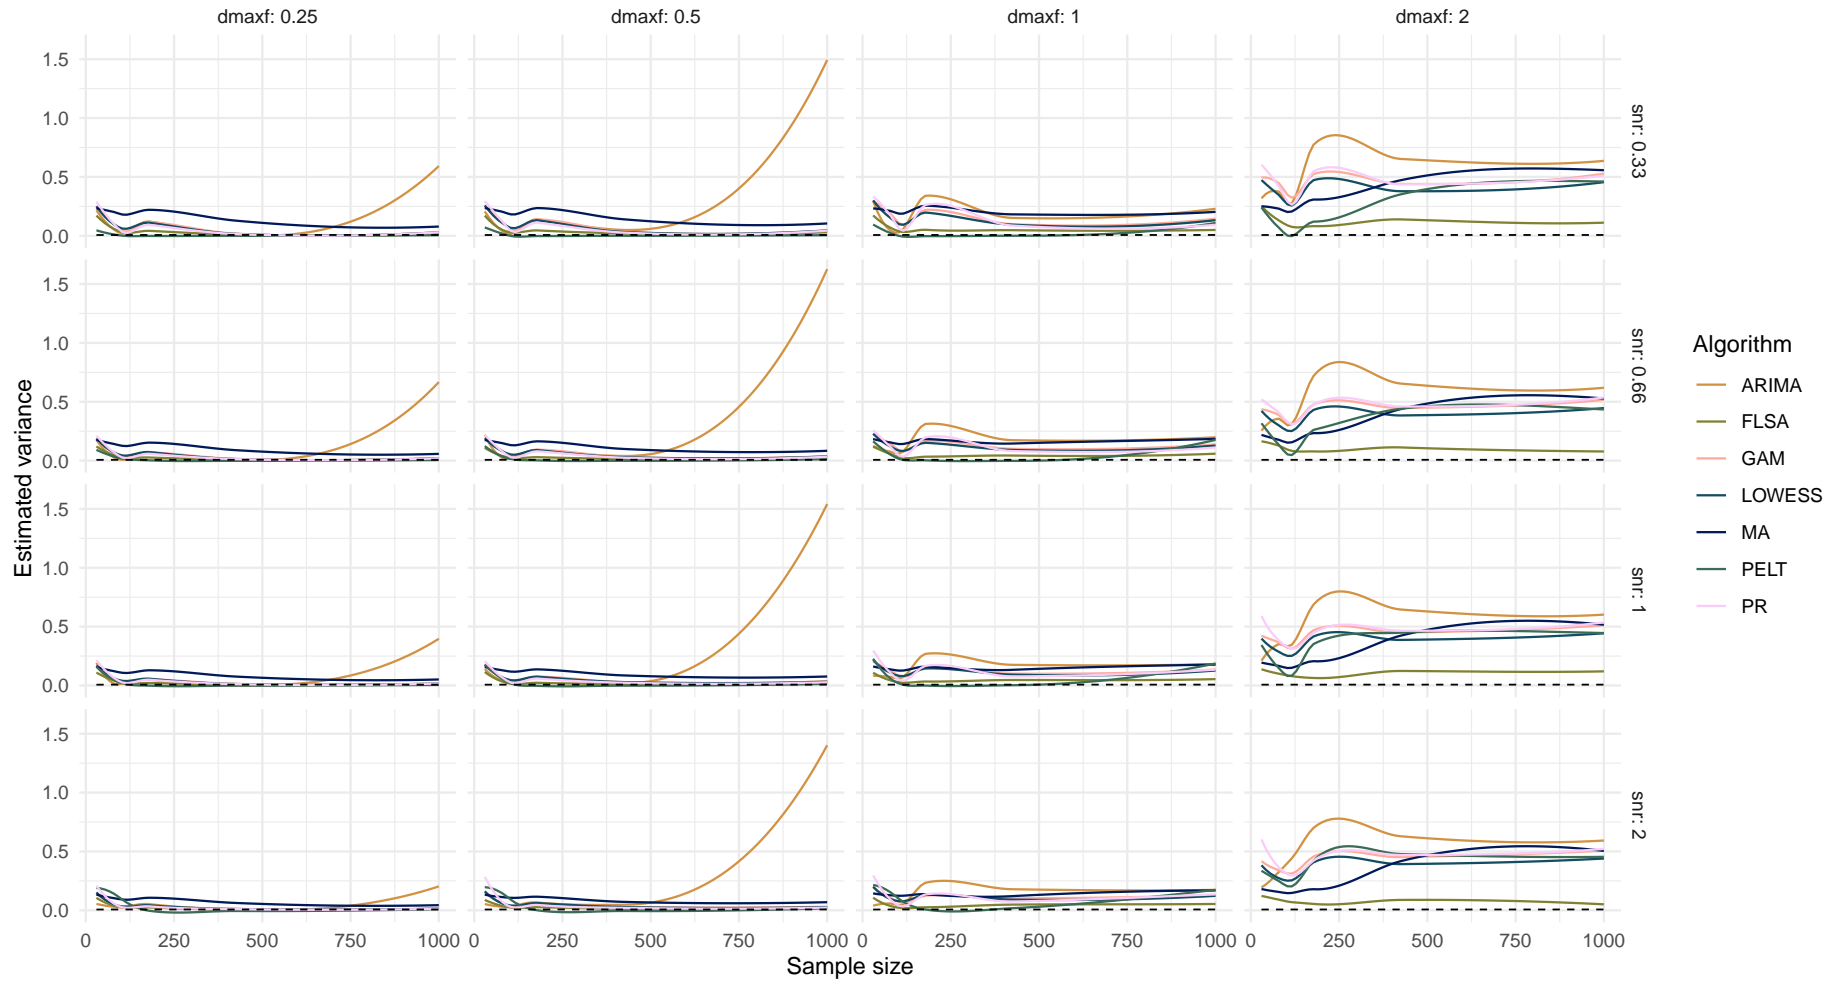 dmaxf: 0.25 dmaxf: 0.5 dmaxf: 1 dmaxf: 2
1.5
1.0
0.5
0.0
snr: 0.33
1.5
1.0
0.5
0.0
snr: 0.66
1.5
1.0
0.5
0.0
snr: 1
1.5
1.0
0.5
0.0
snr: 2
0 250 500 750 1000 0 250 500 750 1000 0 250 500 750 1000 0 250 500 750 1000
Sample size
Estimated variance
Algorithm
ARIMA
FLSA
GAM
LOWESS
MA
PELT
PR